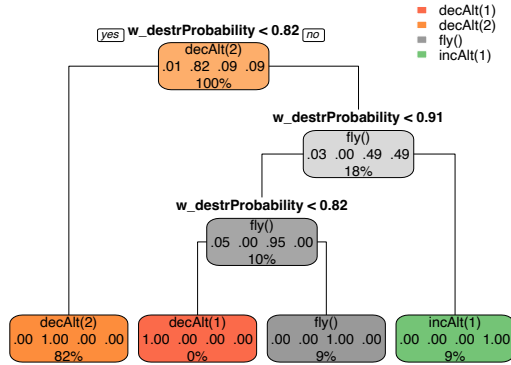 yes w_destrProbability < 0.82 no
decAlt(2)
.01 .82 .09 .09
100%
decAlt(1)
decAlt(2)
fly()
incAlt(1)
w_destrProbability < 0.91
fly()
.03 .00 .49 .49
18%
w_destrProbability < 0.82
fly()
.05 .00 .95 .00
10%
decAlt(2)
.00 1.00 .00 .00
82%
decAlt(1)
1.00 .00 .00 .00
0%
fly()
.00 .00 1.00 .00
9%
incAlt(1)
.00 .00 .00 1.00
9%